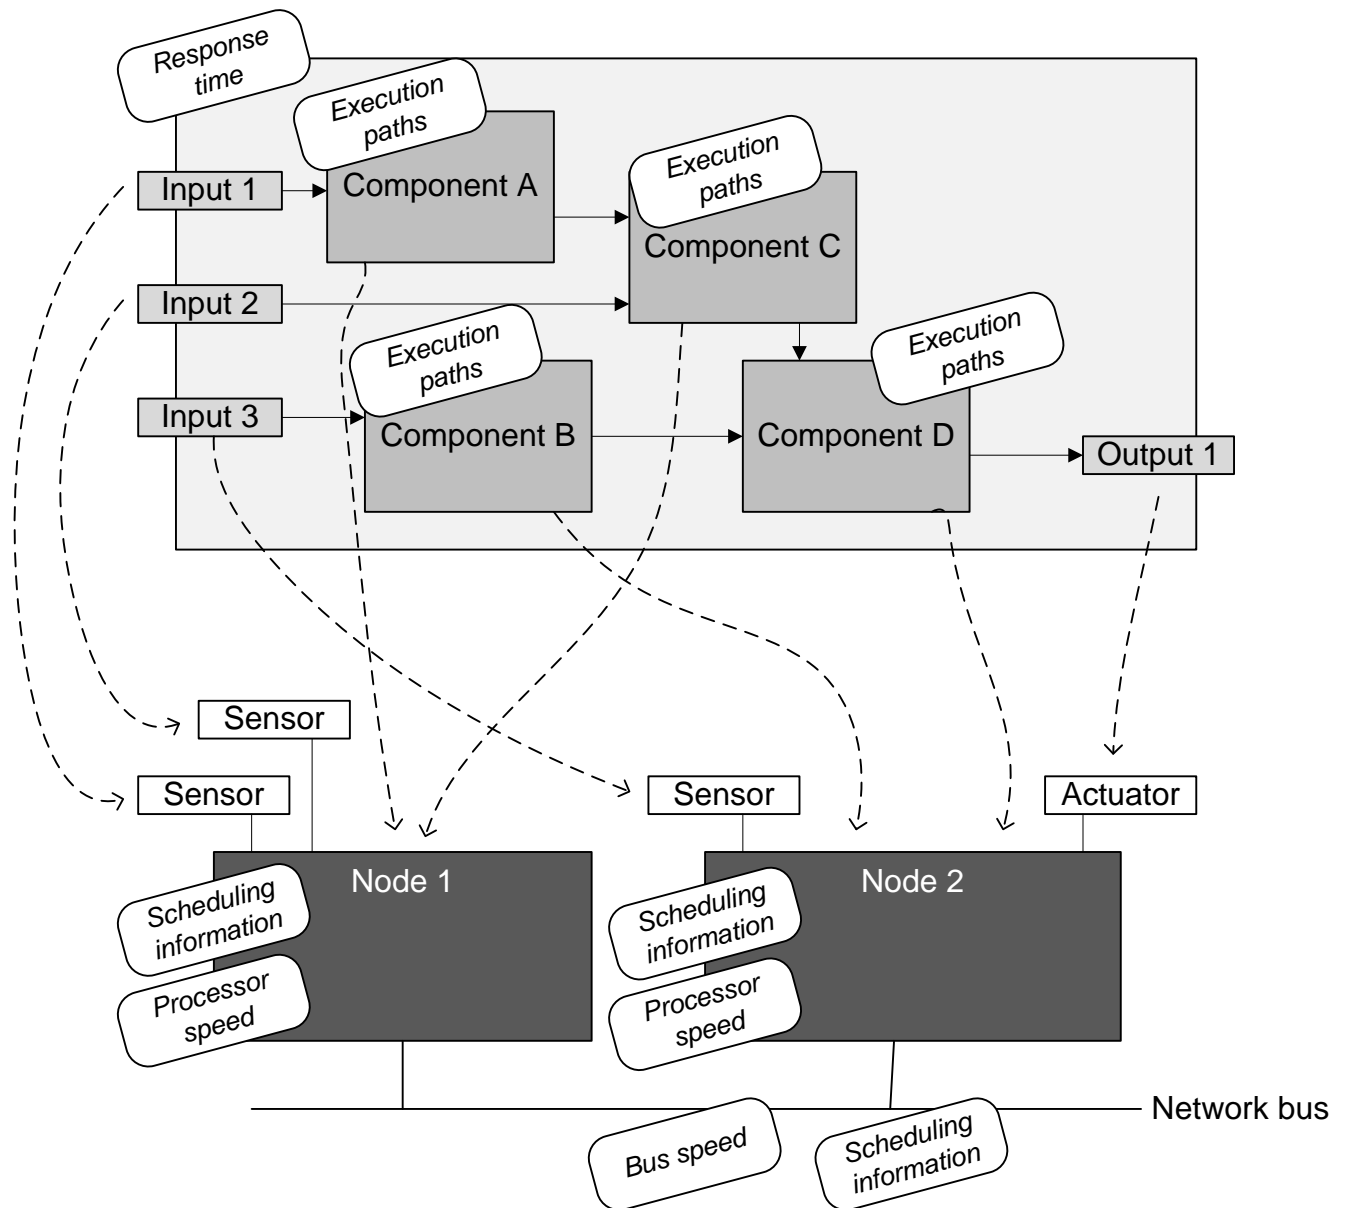 Response
time
Execution
paths
Execution
paths
Input 1
Component A
Component C
Input 2
Execution
paths
Execution
paths
Input 3
Component B
Component D
Output 1
Sensor
Sensor
Sensor
Actuator
Node 1
Node 2
Scheduling
information
Scheduling
information
Processor
speed
Processor
speed
Network bus
Bus speed
Scheduling
information